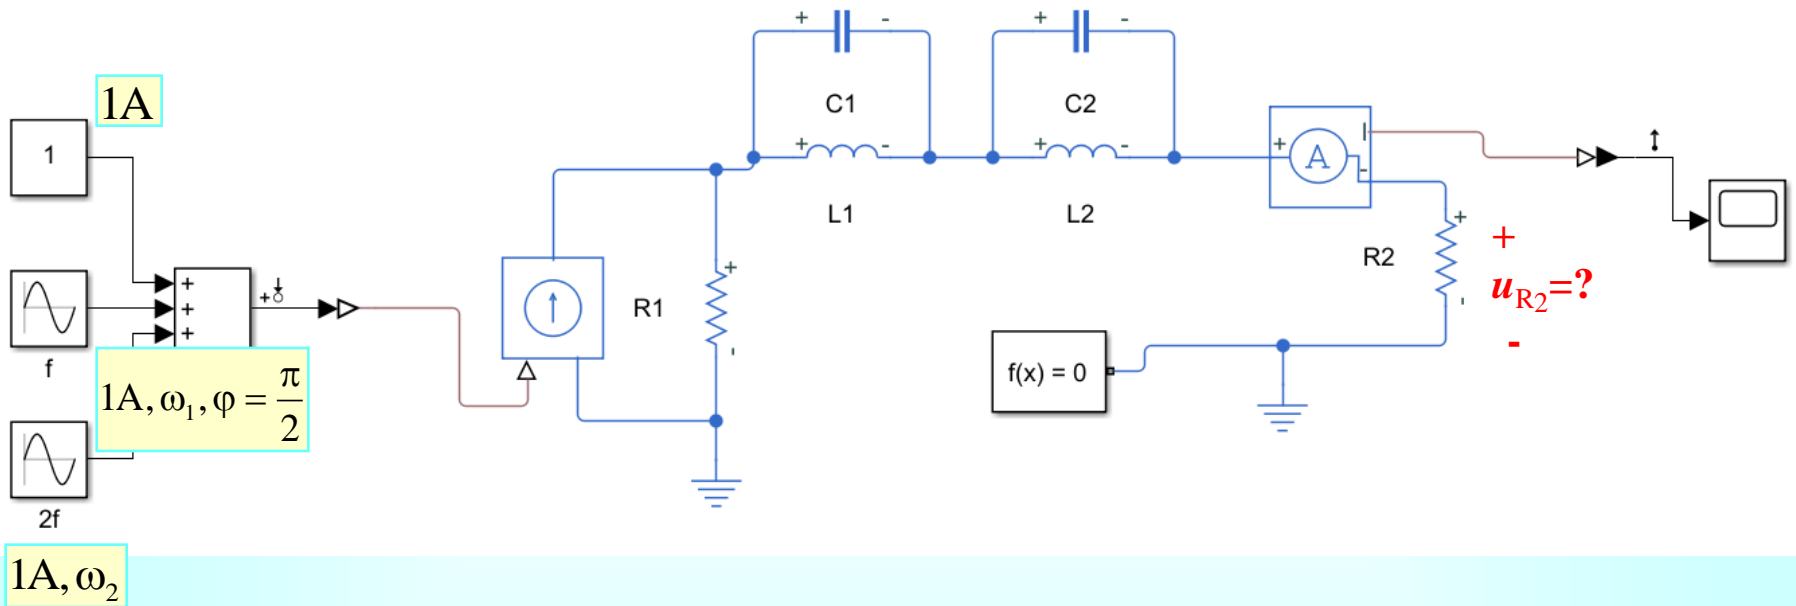 1A
1
f
1A, ω₁, φ = π/2
2f
1A, ω₂
+
+
+
+
R1
+
-
+ -
C1
+ -
L1
+ -
C2
+ -
L2
+
A
I
-
R2
+
-
+
u_R2=?
-
f(x) = 0